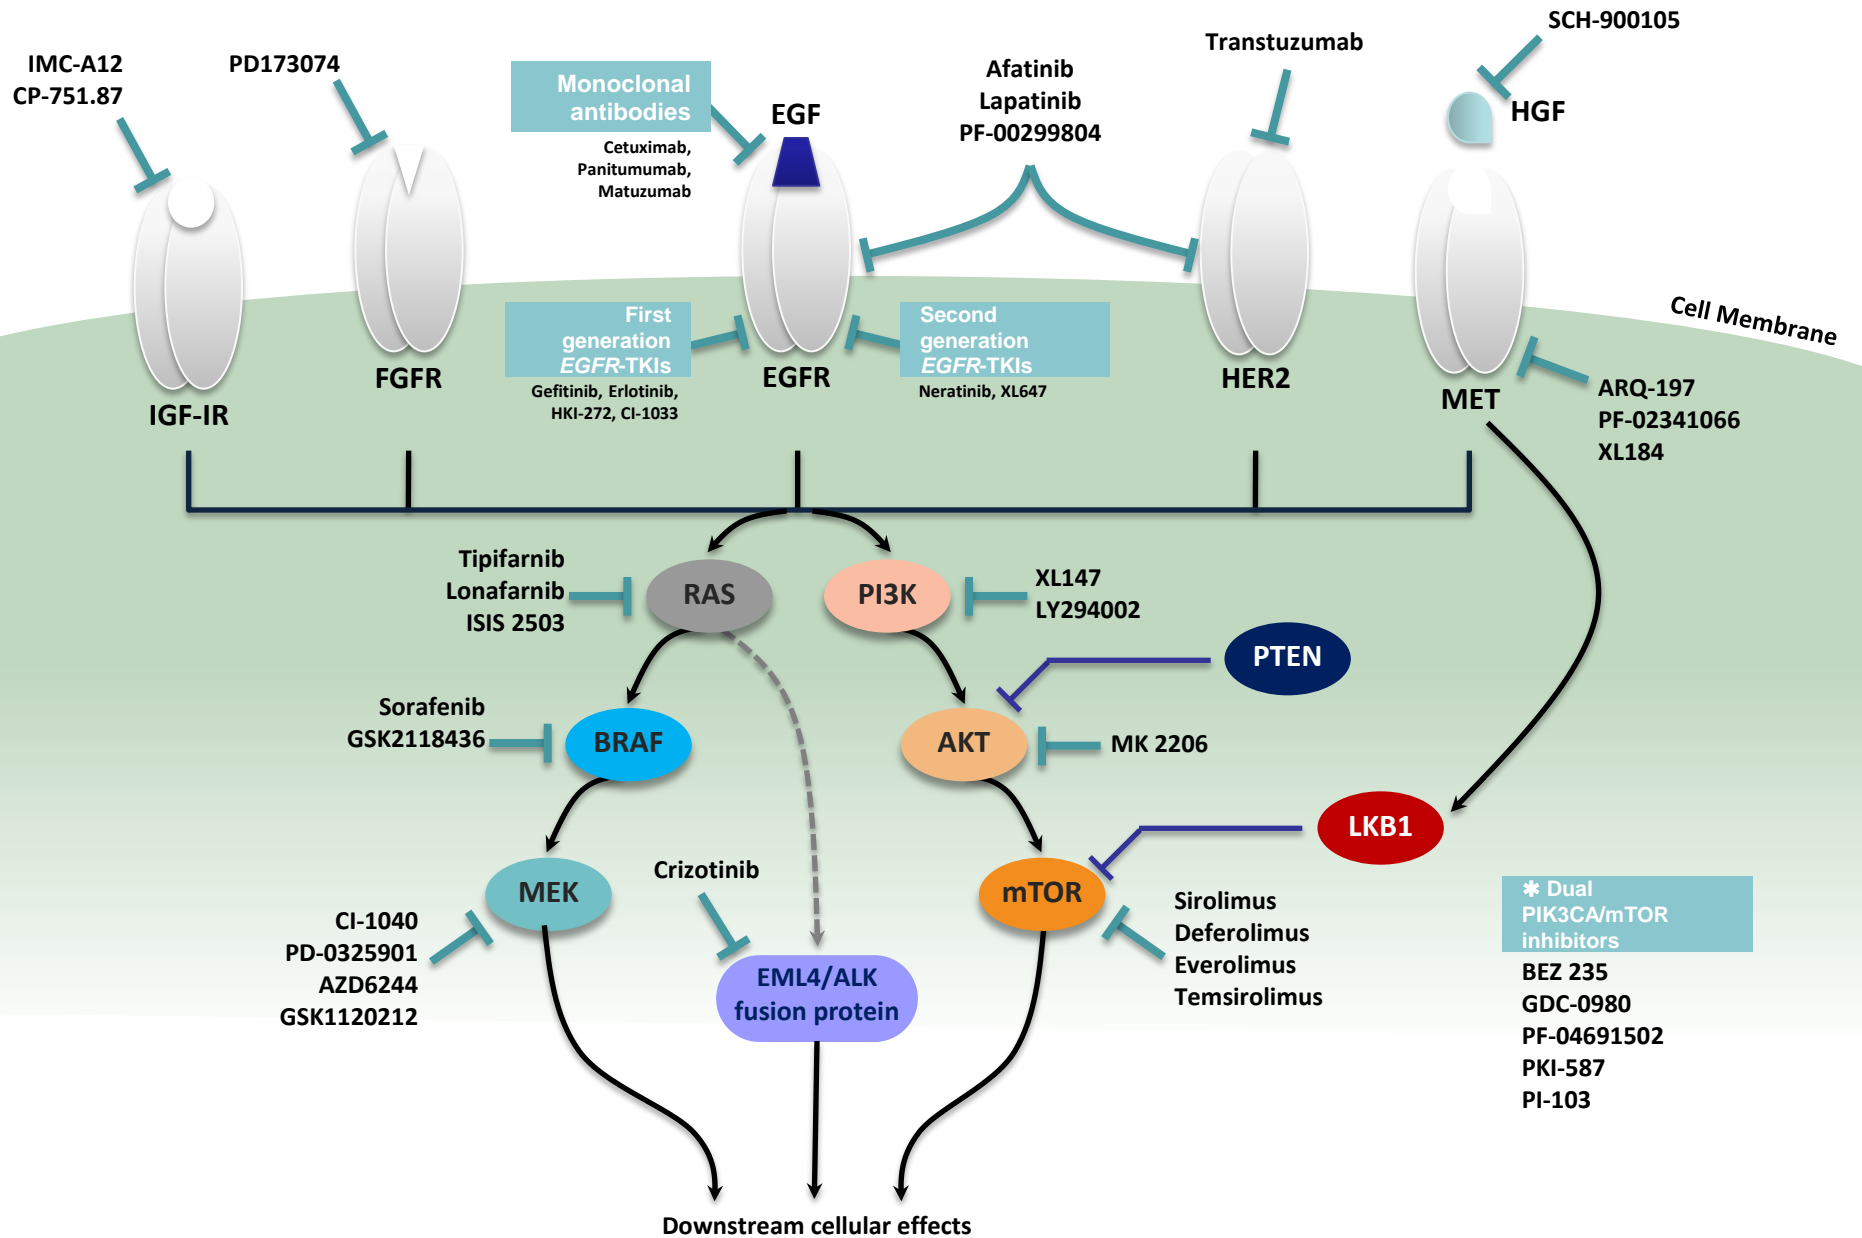 SCH-900105
IMC-A12
CP-751.87
PD173074
Monoclonal
antibodies
Cetuximab,
Panitumumab,
Matuzumab
EGF
Afatinib
Lapatinib
PF-00299804
Transtuzumab
HGF
Cell Membrane
First
generation
EGFR-TKIs
Gefitinib, Erlotinib,
HKI-272, CI-1033
Second
generation
EGFR-TKIs
Neratinib, XL647
IGF-IR
FGFR
EGFR
HER2
MET
ARQ-197
PF-02341066
XL184
Tipifarnib
Lonafarnib
ISIS 2503
RAS
PI3K
XL147
LY294002
PTEN
Sorafenib
GSK2118436
BRAF
AKT
MK 2206
LKB1
Crizotinib
MEK
mTOR
CI-1040
PD-0325901
AZD6244
GSK1120212
EML4/ALK
fusion protein
Sirolimus
Deferolimus
Everolimus
Temsirolimus
✱ Dual
PIK3CA/mTOR
inhibitors
BEZ 235
GDC-0980
PF-04691502
PKI-587
PI-103
Downstream cellular effects